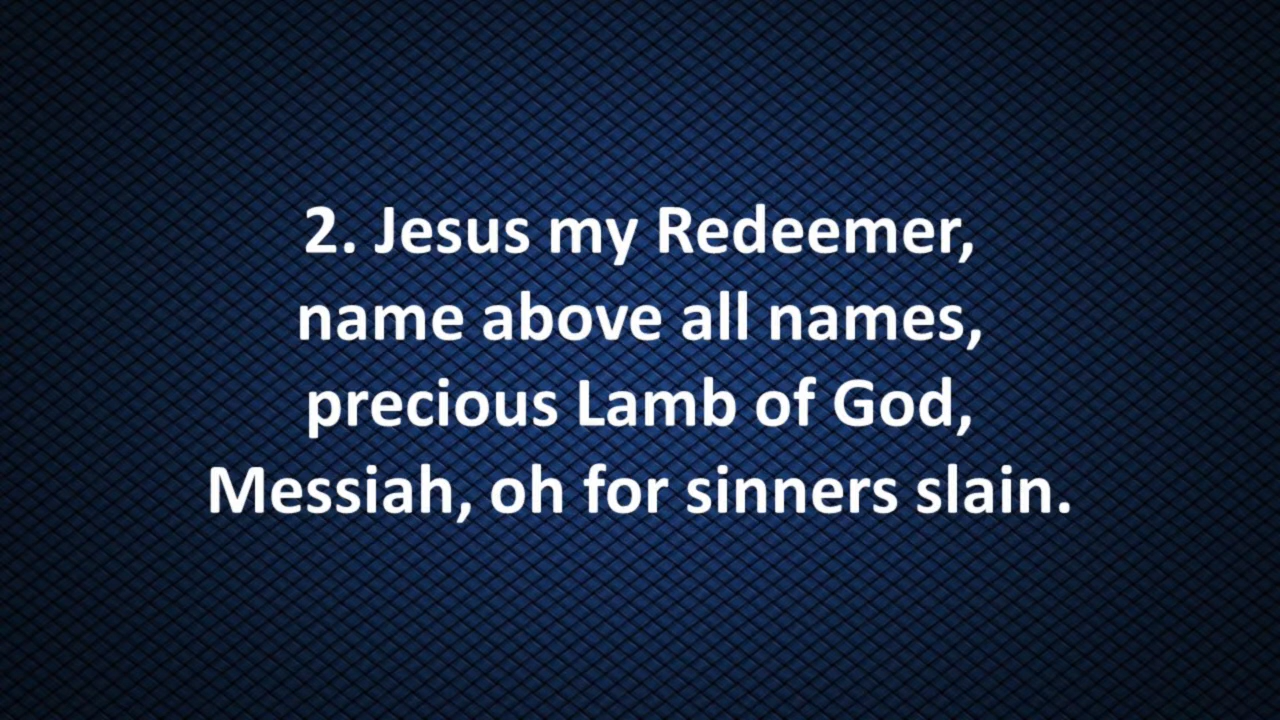 2. Jesus my Redeemer,
name above all names,
precious Lamb of God,
Messiah, oh for sinners slain.